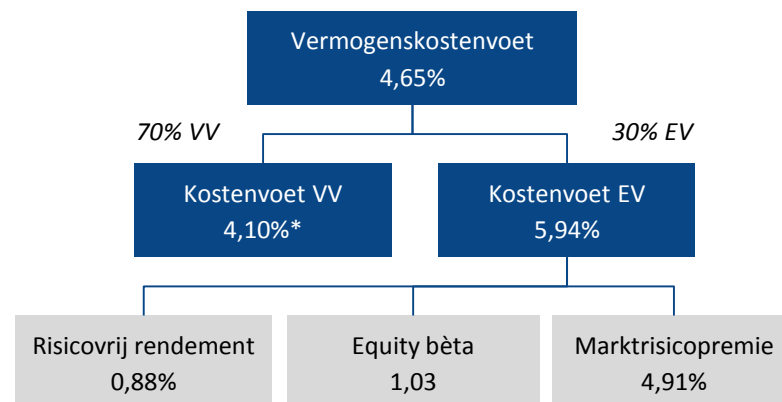 Vermogenskostenvoet
4,65%
70% VV
30% EV
Kostenvoet VV
4,10%*
Kostenvoet EV
5,94%
Risicovrij rendement
0,88%
Equity bèta
1,03
Marktrisicopremie
4,91%